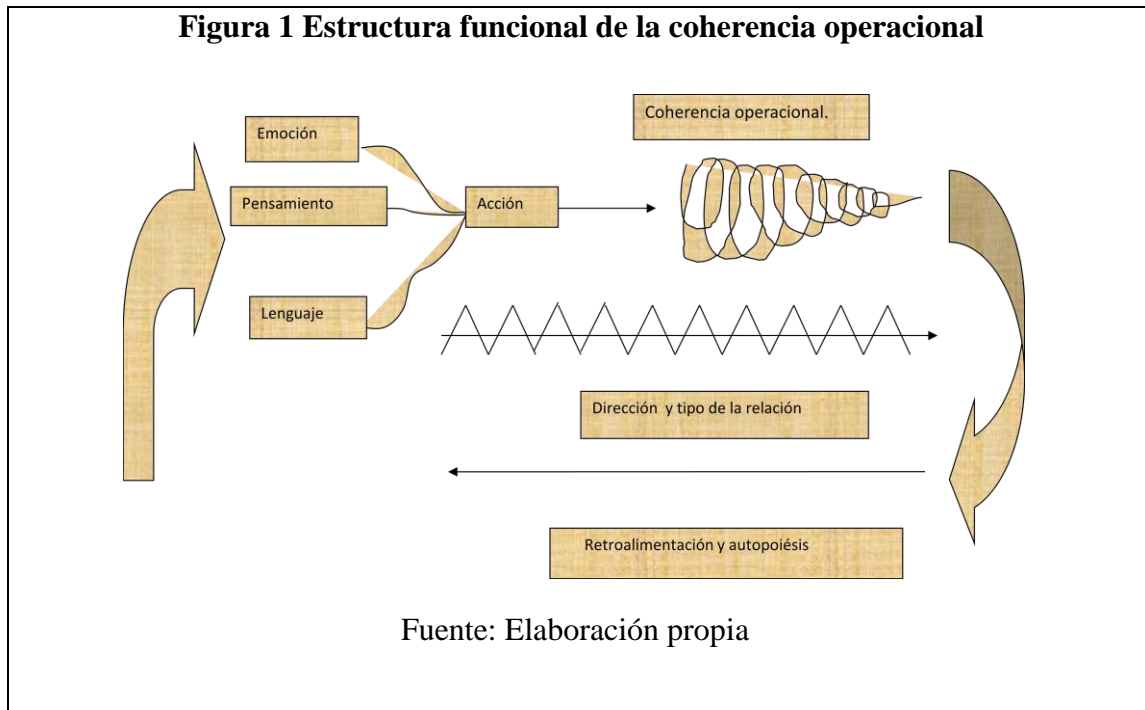 Figura 1 Estructura funcional de la coherencia operacional
Emoción
Coherencia operacional.
Pensamiento
Acción
Lenguaje
Dirección y tipo de la relación
Retroalimentación y autopoiésis
Fuente: Elaboración propia